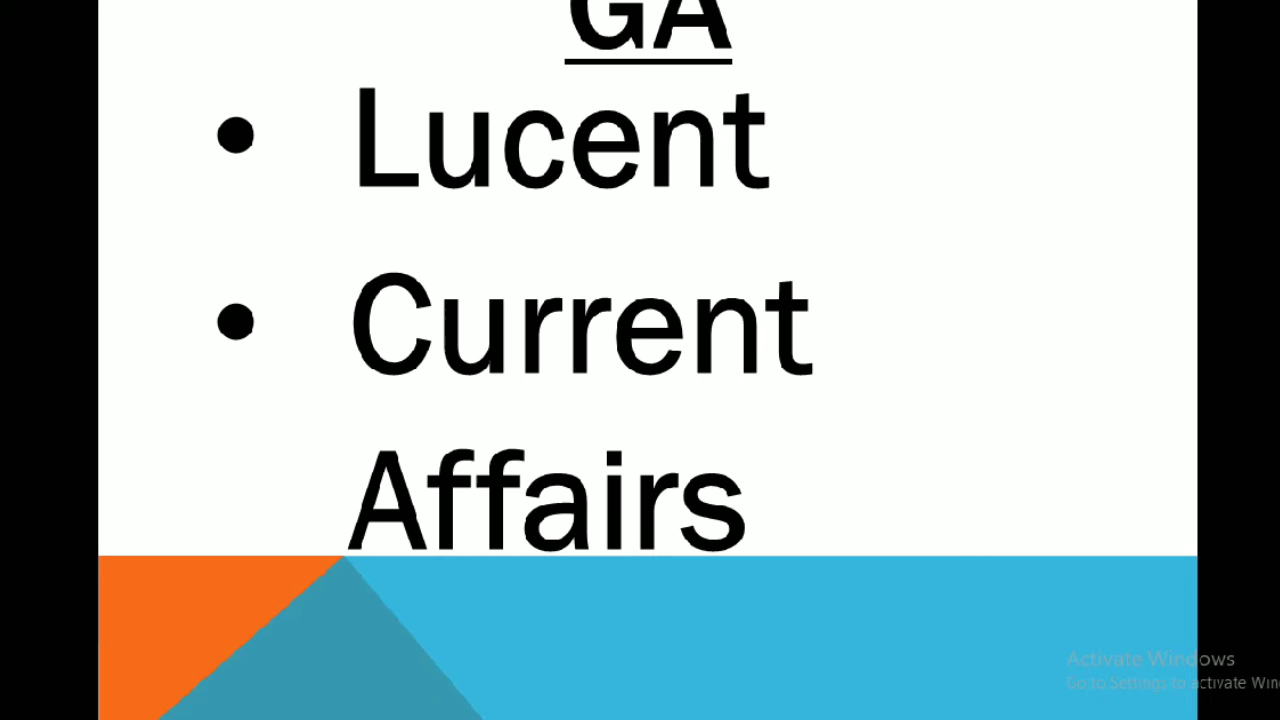 GA
• Lucent
• Current
Affairs
Activate Windows
Go to Settings to activate Win